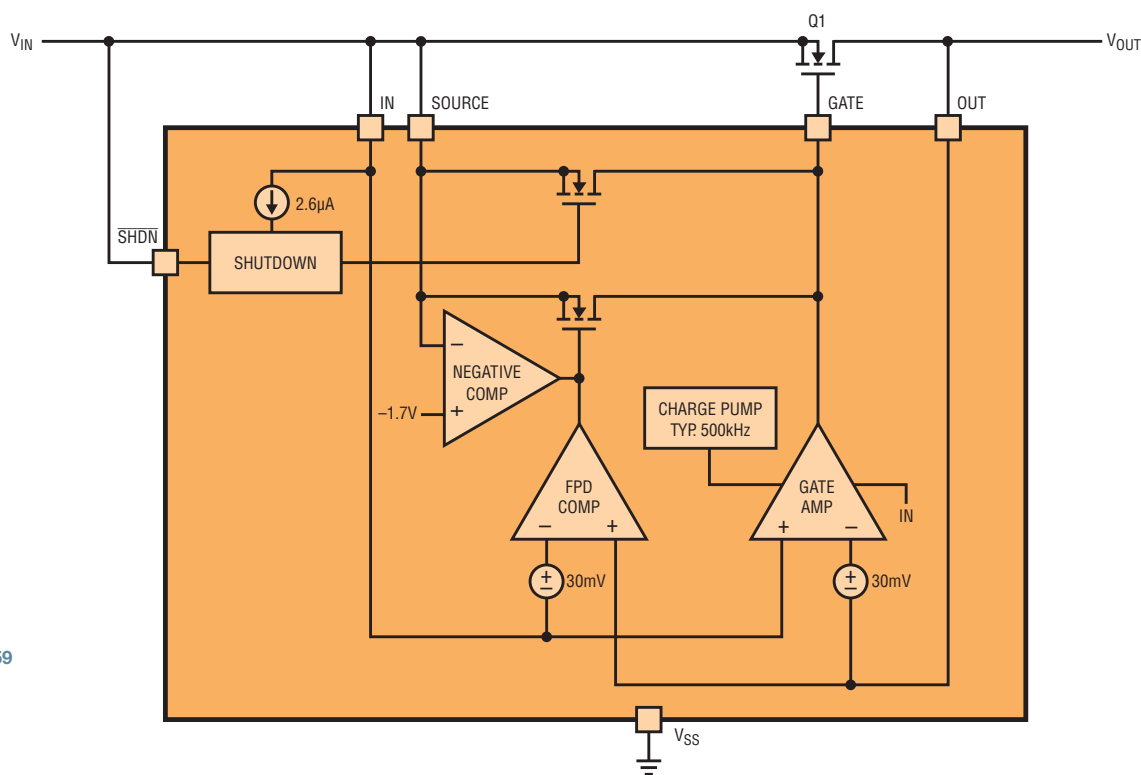 Q1
VIN
VOUT
IN
SOURCE
GATE
OUT
2.6µA
SHDN
SHUTDOWN
NEGATIVE
COMP
−
+
−1.7V
CHARGE PUMP
TYP. 500kHz
FPD
COMP
−
+
GATE
AMP
+
−
IN
+
−
30mV
+
−
30mV
59
VSS